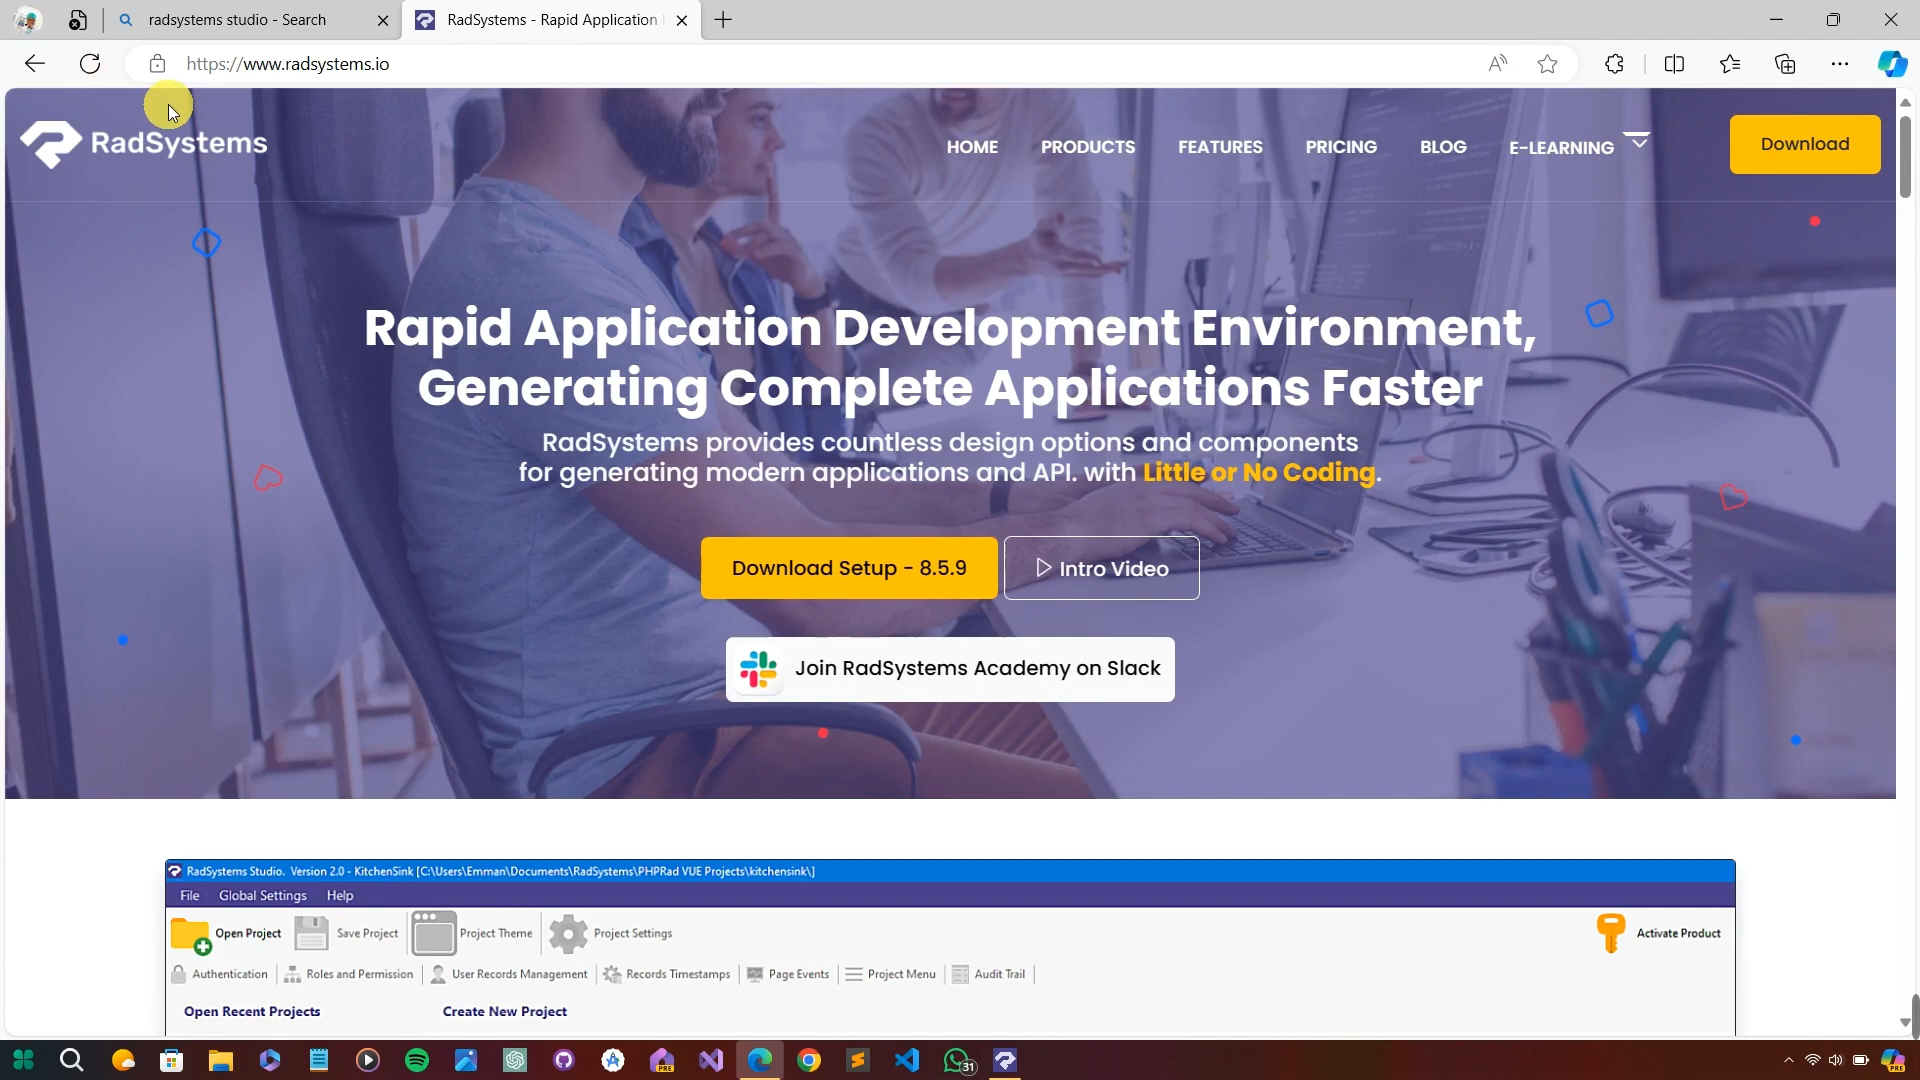 radsystems studio - Search
RadSystems - Rapid Application
https://www.radsystems.io
RadSystems
HOME
PRODUCTS
FEATURES
PRICING
BLOG
E-LEARNING
Download
Rapid Application Development Environment,
Generating Complete Applications Faster
RadSystems provides countless design options and components
for generating modern applications and API. with Little or No Coding.
Download Setup - 8.5.9
Intro Video
Join RadSystems Academy on Slack
RadSystems Studio. Version 2.0 - KitchenSink [C:\Users\Emman\Documents\RadSystems\PHPRad VUE Projects\kitchensink\]
File
Global Settings
Help
Open Project
Save Project
Project Theme
Project Settings
Activate Product
Authentication
Roles and Permission
User Records Management
Records Timestamps
Page Events
Project Menu
Audit Trail
Open Recent Projects
Create New Project
PRE
31
PRE